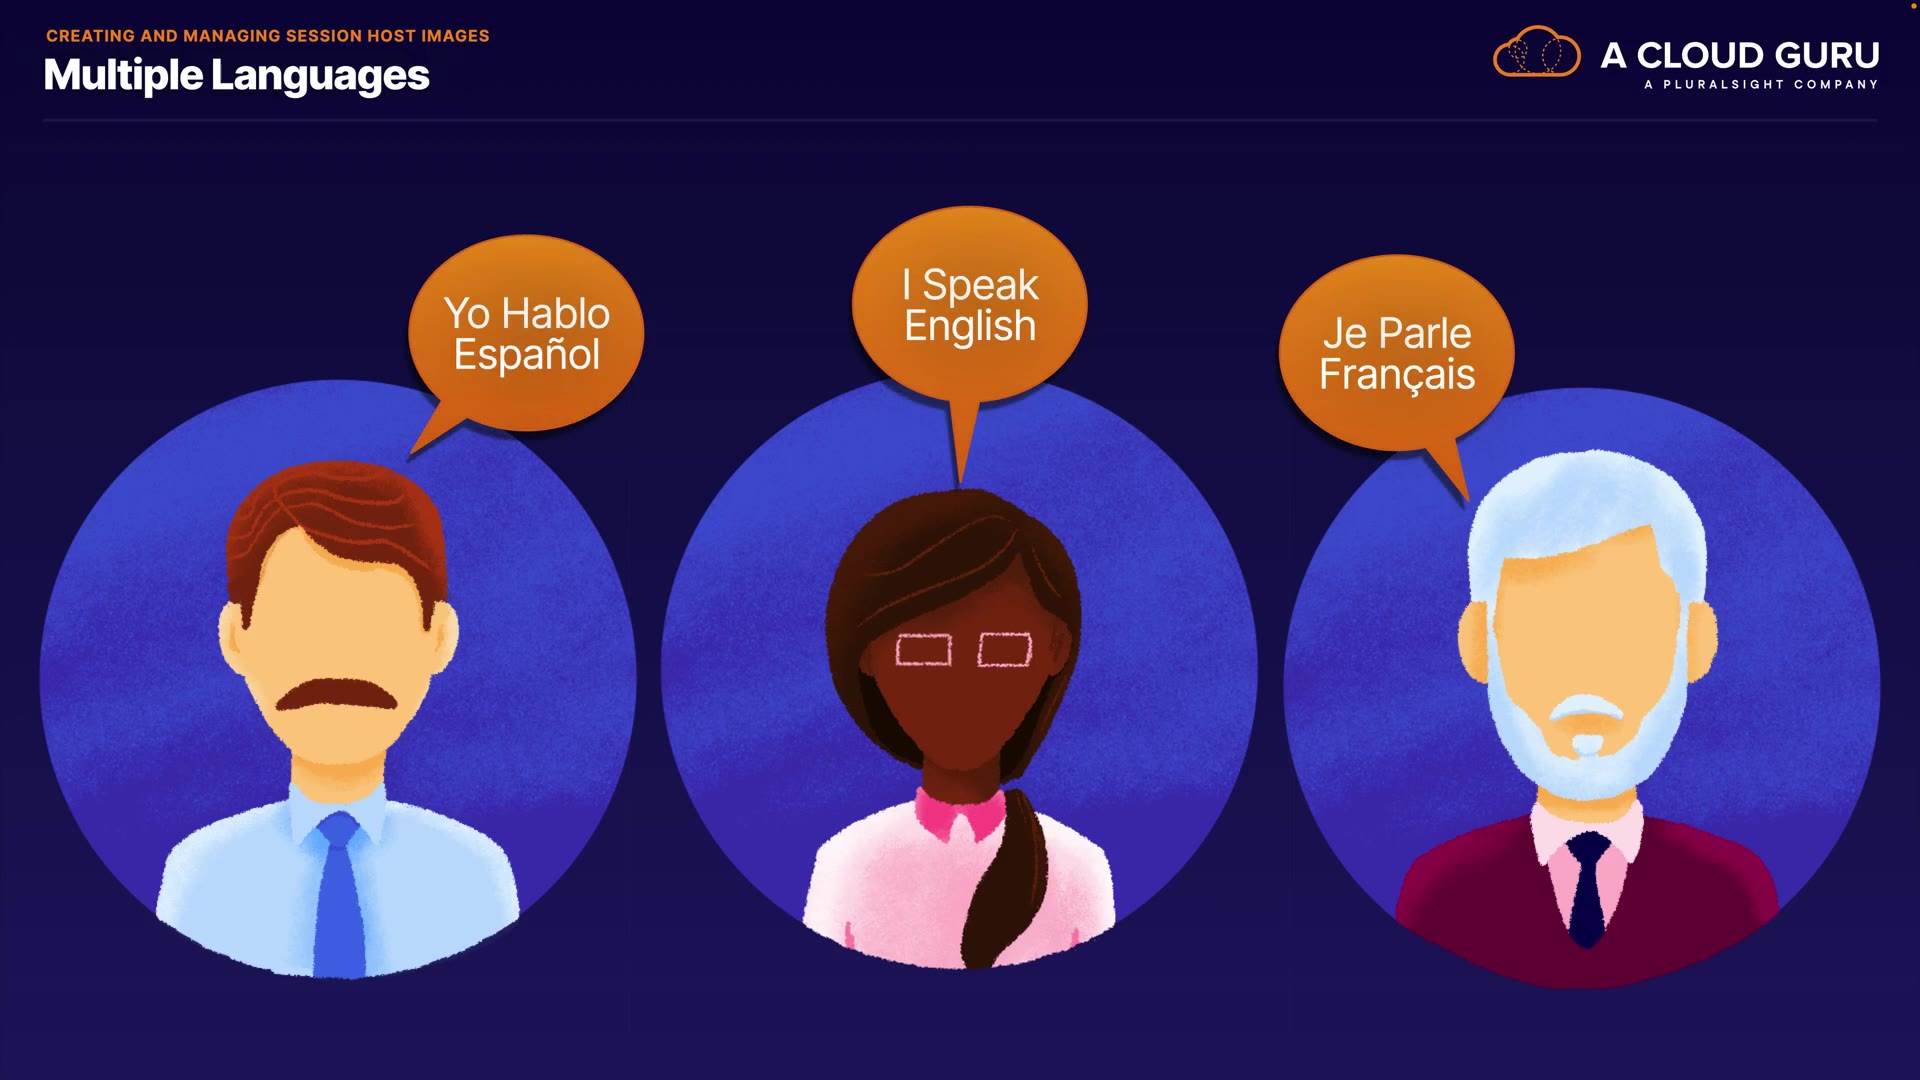 CREATING AND MANAGING SESSION HOST IMAGES
Multiple Languages
A CLOUD GURU
A PLURALSIGHT COMPANY
Yo Hablo
Español
I Speak
English
Je Parle
Français